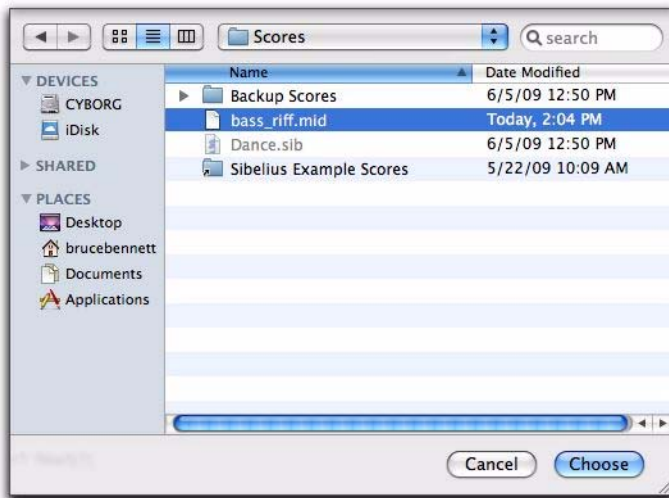 Scores
search
DEVICES
CYBORG
iDisk
SHARED
PLACES
Desktop
brucebennett
Documents
Applications
Name Date Modified
Backup Scores 6/5/09 12:50 PM
bass_riff.mid Today, 2:04 PM
Dance.sib 6/5/09 12:50 PM
Sibelius Example Scores 5/22/09 10:09 AM
Cancel Choose